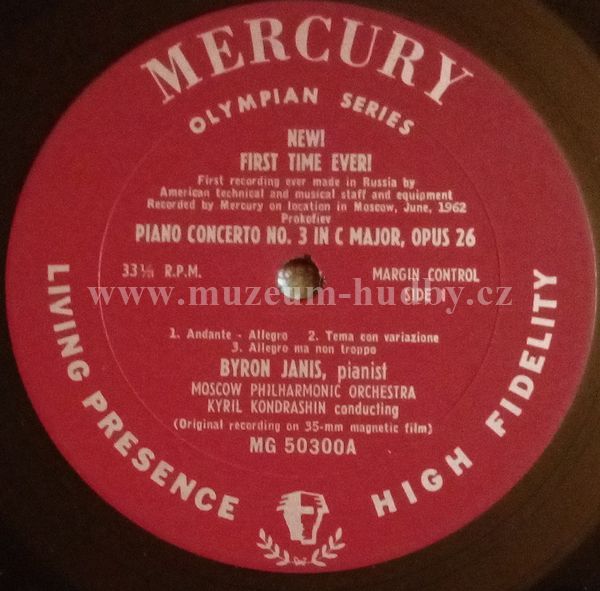 MERCURY
OLYMPIAN SERIES
NEW!
FIRST TIME EVER!
First recording ever made in Russia by
American technical and musical staff and equipment
Recorded by Mercury on location in Moscow, June, 1962
Prokofiev
PIANO CONCERTO NO. 3 IN C MAJOR, OPUS 26
33⅓ R.P.M.
MARGIN CONTROL
SIDE 1
www.muzeum-hudby.cz
1. Andante - Allegro 2. Tema con variazione
3. Allegro ma non troppo
BYRON JANIS, pianist
MOSCOW PHILHARMONIC ORCHESTRA
KYRIL KONDRASHIN conducting
(Original recording on 35-mm magnetic film)
MG 50300A
LIVING PRESENCE
HIGH FIDELITY